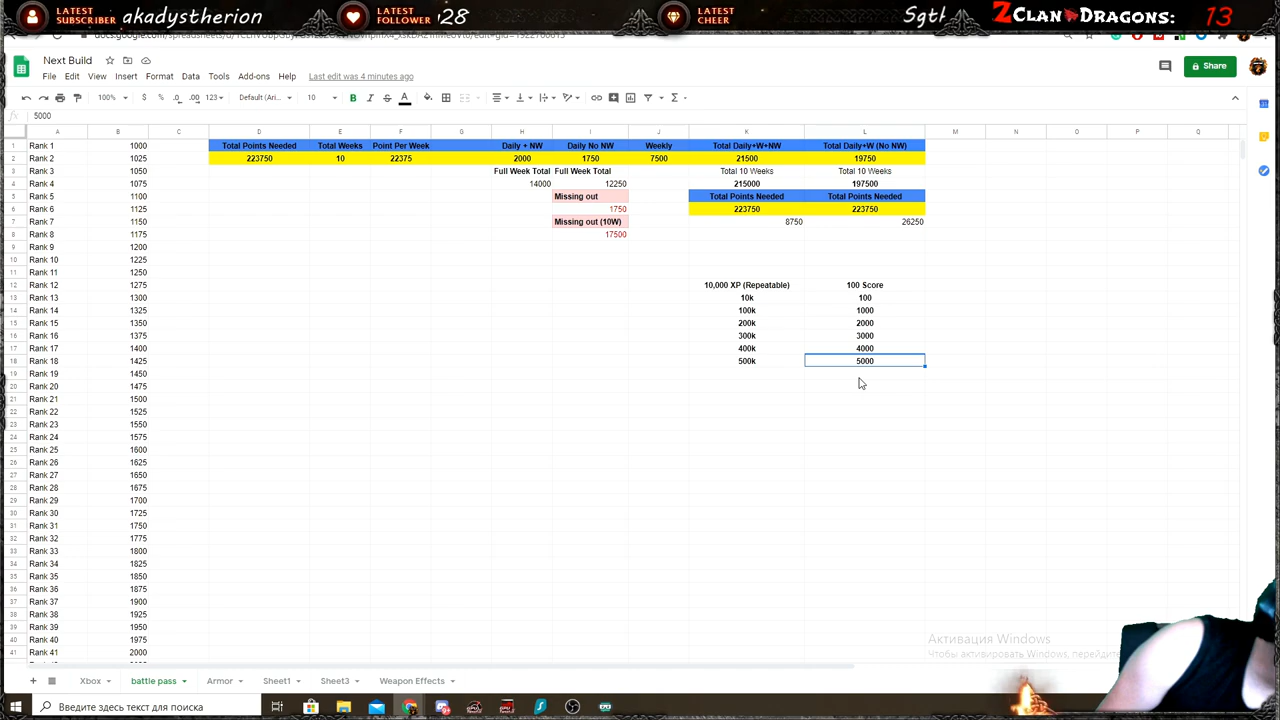 LATEST SUBSCRIBER akadystherion
LATEST FOLLOWER 28
LATEST CHEER Sgth
ZCLAN DRAGONS: 13
Next Build
File Edit View Insert Format Data Tools Add-ons Help Last edit was 4 minutes ago
Share
100% $ % .0 .00 123 Default (Ari... 10 B I S A
5000
A B C D E F G H I J K L M N O P Q
1 Rank 1 1000 Total Points Needed Total Weeks Point Per Week Daily + NW Daily No NW Weekly Total Daily+W+NW Total Daily+W (No NW)
2 Rank 2 1025 223750 10 22375 2000 1750 7500 21500 19750
3 Rank 3 1050 Full Week Total Full Week Total Total 10 Weeks Total 10 Weeks
4 Rank 4 1075 14000 12250 215000 197500
5 Rank 5 1100 Missing out Total Points Needed Total Points Needed
6 Rank 6 1125 1750 223750 223750
7 Rank 7 1150 Missing out (10W) 8750 26250
8 Rank 8 1175 17500
9 Rank 9 1200
10 Rank 10 1225
11 Rank 11 1250
12 Rank 12 1275 10,000 XP (Repeatable) 100 Score
13 Rank 13 1300 10k 100
14 Rank 14 1325 100k 1000
15 Rank 15 1350 200k 2000
16 Rank 16 1375 300k 3000
17 Rank 17 1400 400k 4000
18 Rank 18 1425 500k 5000
19 Rank 19 1450
20 Rank 20 1475
21 Rank 21 1500
22 Rank 22 1525
23 Rank 23 1550
24 Rank 24 1575
25 Rank 25 1600
26 Rank 26 1625
27 Rank 27 1650
28 Rank 28 1675
29 Rank 29 1700
30 Rank 30 1725
31 Rank 31 1750
32 Rank 32 1775
33 Rank 33 1800
34 Rank 34 1825
35 Rank 35 1850
36 Rank 36 1875
37 Rank 37 1900
38 Rank 38 1925
39 Rank 39 1950
40 Rank 40 1975
41 Rank 41 2000
Активация Windows
Чтобы активировать Windows, перейдите
Xbox battle pass Armor Sheet1 Sheet3 Weapon Effects
Введите здесь текст для поиска